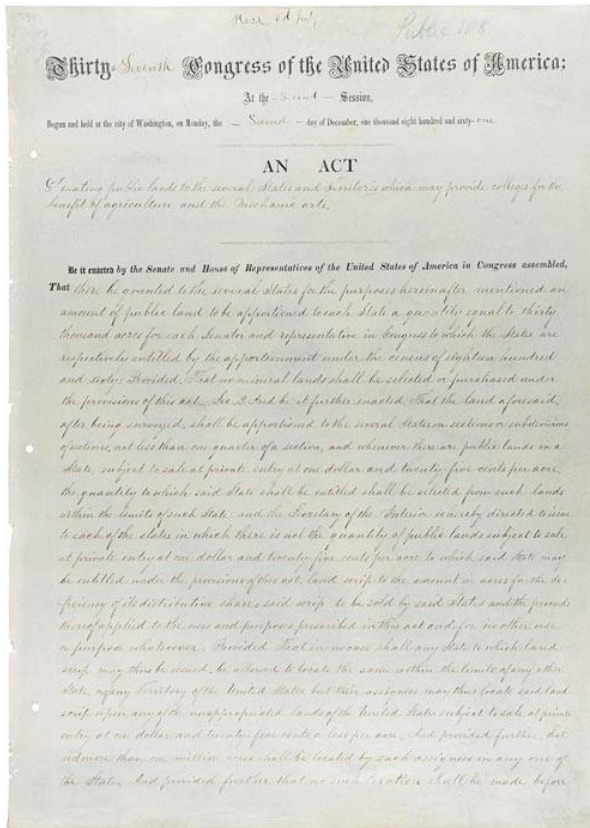 Public 108.
Thirty-Seventh Congress of the United States of America;
At the Second Session,
Begun and held at the city of Washington, on Monday, the Second day of December, one thousand eight hundred and sixty-one
AN ACT
Donating public lands to the several States and Territories which may provide colleges for the
benefit of agriculture and the Mechanic arts.
Be it enacted by the Senate and House of Representatives of the United States of America in Congress assembled,
That there be granted to the several States for the purposes hereinafter mentioned an
amount of public land to be apportioned to each State a quantity equal to thirty
thousand acres for each Senator and representative in Congress to which the States are
respectively entitled by the apportionment under the census of eighteen hundred
and sixty: Provided, That no mineral lands shall be selected or purchased under
the provisions of this act. Sec. 2. And be it further enacted, That the land aforesaid,
after being surveyed, shall be apportioned to the several States in sections or subdivisions
of sections, not less than one quarter of a section, and whenever there are public lands in a
State, subject to sale at private entry at one dollar and twenty-five cents per acre,
the quantity to which said State shall be entitled shall be selected from such lands
within the limits of such State and the Secretary of the Interior is hereby directed to issue
to each of the states in which there is not the quantity of public lands subject to sale
at private entry at one dollar and twenty-five cents per acre to which said State may
be entitled under the provisions of this act, land scrip to the amount in acres for the de-
ficiency of its distributive share; said scrip to be sold by said States and the proceeds
thereof applied to the uses and purposes prescribed in this act and for no other use
or purpose whatsoever: Provided That in no case shall any State to which land
scrip may thus be issued, be allowed to locate the same within the limits of any other
State, or of any Territory of the United States but their assignees may thus locate said land
scrip upon any of the unappropriated lands of the United States subject to sale at private
entry at one dollar and twenty-five cents or less per acre. And provided further, that
not more than one million acres shall be located by such assignees in any one of
the States. And provided further that no such location shall be made before